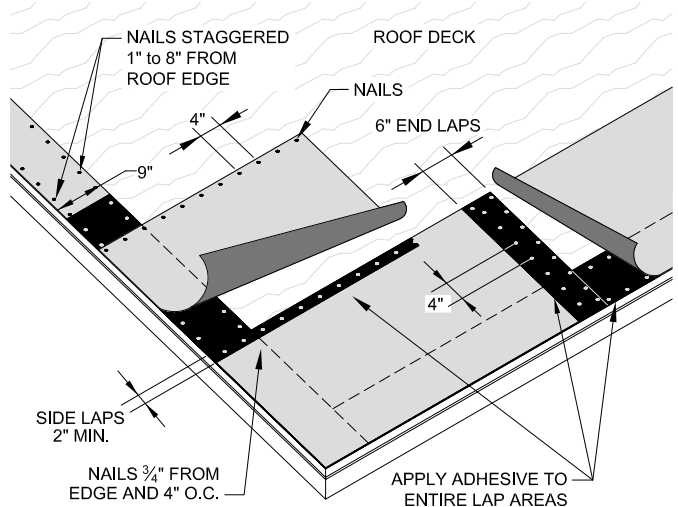 NAILS STAGGERED
1" to 8" FROM
ROOF EDGE
ROOF DECK
NAILS
4"
6" END LAPS
9"
4"
SIDE LAPS
2" MIN.
NAILS 3/4" FROM
EDGE AND 4" O.C.
APPLY ADHESIVE TO
ENTIRE LAP AREAS